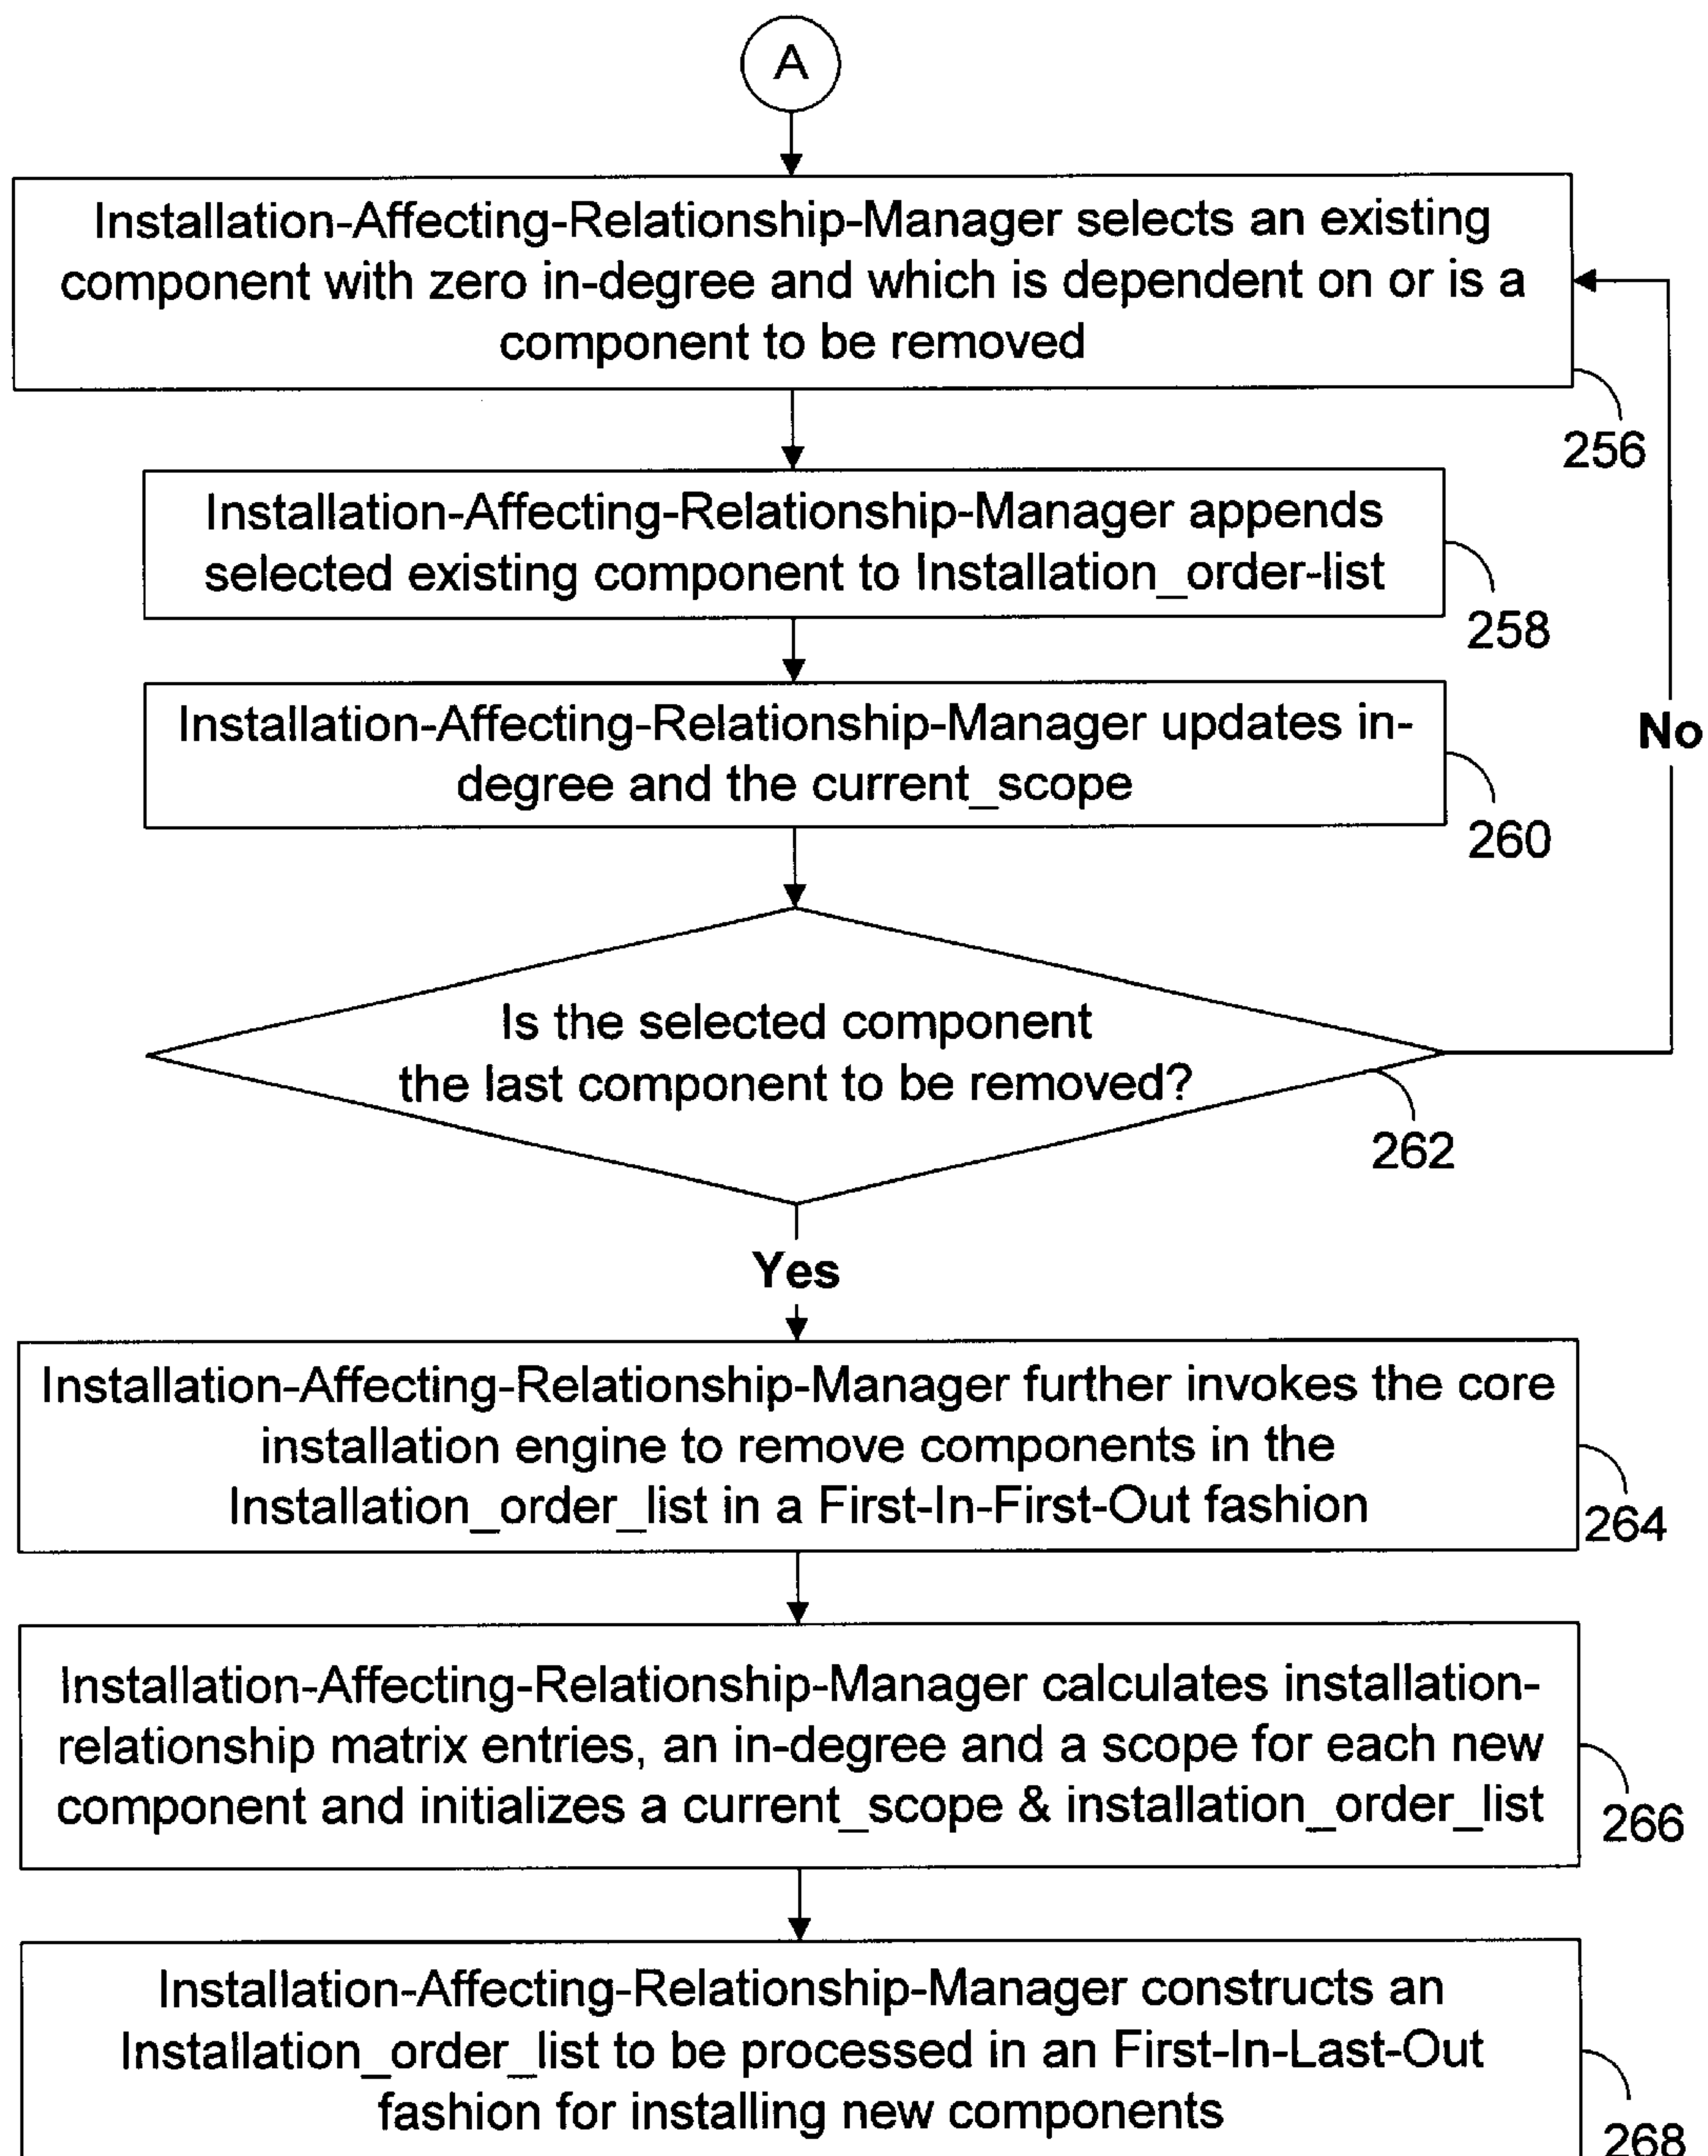 A
Installation-Affecting-Relationship-Manager selects an existing
component with zero in-degree and which is dependent on or is a
component to be removed
256
Installation-Affecting-Relationship-Manager appends
selected existing component to Installation_order-list
258
Installation-Affecting-Relationship-Manager updates in-
degree and the current_scope
260
No
Is the selected component
the last component to be removed?
262
Yes
Installation-Affecting-Relationship-Manager further invokes the core
installation engine to remove components in the
Installation_order_list in a First-In-First-Out fashion
264
Installation-Affecting-Relationship-Manager calculates installation-
relationship matrix entries, an in-degree and a scope for each new
component and initializes a current_scope & installation_order_list
266
Installation-Affecting-Relationship-Manager constructs an
Installation_order_list to be processed in an First-In-Last-Out
fashion for installing new components
268